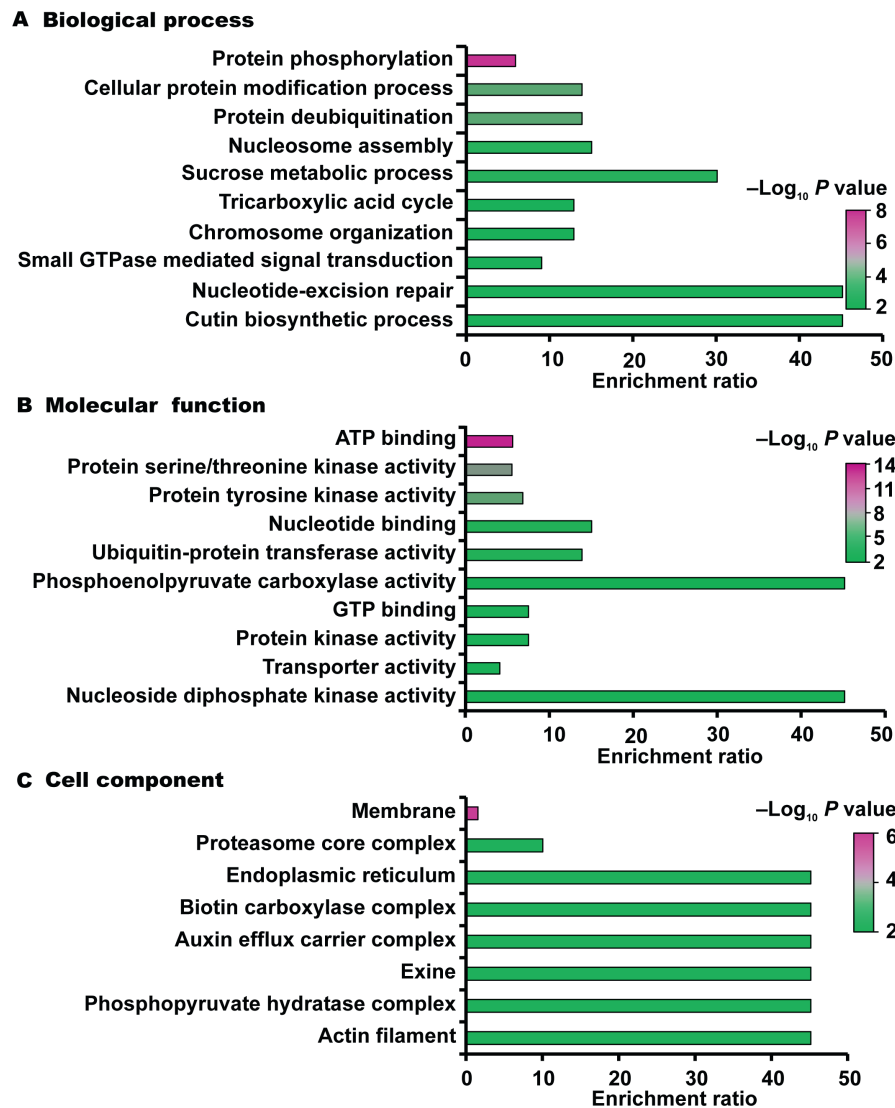 A Biological process
Protein phosphorylation
Cellular protein modification process
Protein deubiquitination
Nucleosome assembly
Sucrose metabolic process
Tricarboxylic acid cycle
Chromosome organization
Small GTPase mediated signal transduction
Nucleotide-excision repair
Cutin biosynthetic process
–Log10 P value
8
6
4
2
0 10 20 30 40 50
Enrichment ratio
B Molecular function
ATP binding
Protein serine/threonine kinase activity
Protein tyrosine kinase activity
Nucleotide binding
Ubiquitin-protein transferase activity
Phosphoenolpyruvate carboxylase activity
GTP binding
Protein kinase activity
Transporter activity
Nucleoside diphosphate kinase activity
–Log10 P value
14
11
8
5
2
0 10 20 30 40 50
Enrichment ratio
C Cell component
Membrane
Proteasome core complex
Endoplasmic reticulum
Biotin carboxylase complex
Auxin efflux carrier complex
Exine
Phosphopyruvate hydratase complex
Actin filament
–Log10 P value
6
4
2
0 10 20 30 40 50
Enrichment ratio